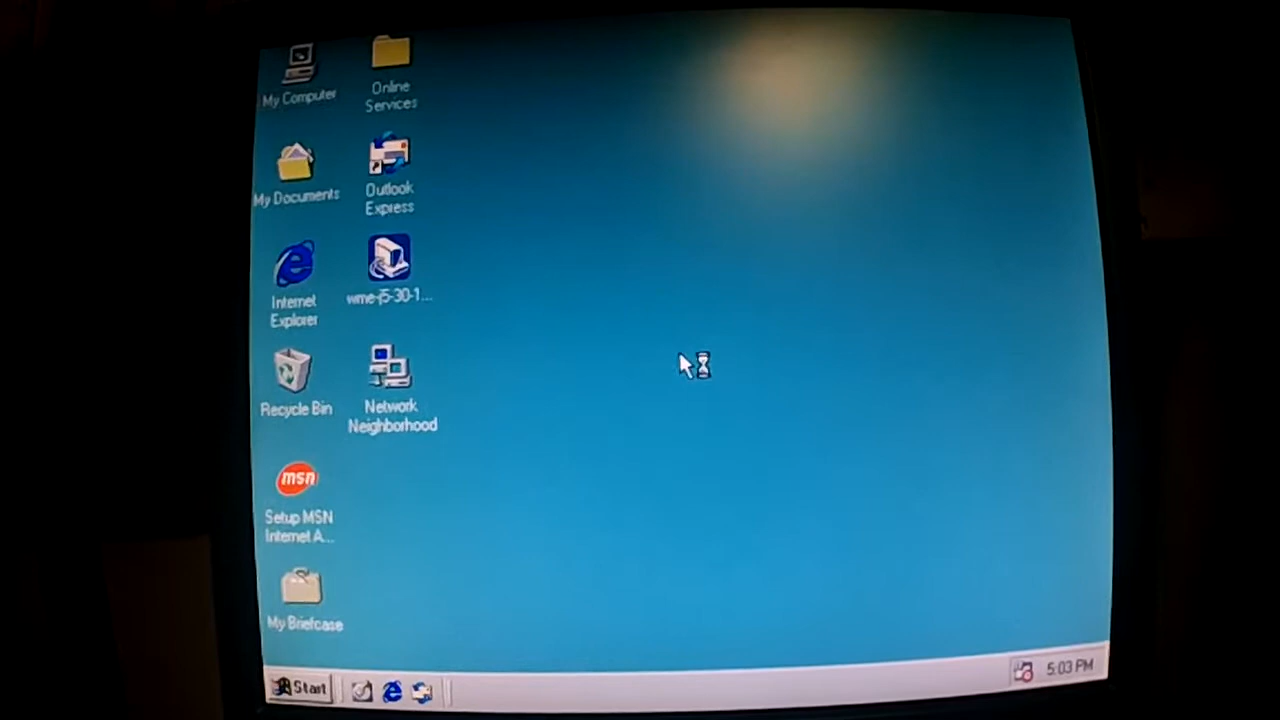 My Computer
Online
Services
My Documents
Outlook
Express
Internet
Explorer
wme-j5-30-1...
Recycle Bin
Network
Neighborhood
msn
Setup MSN
Internet A...
My Briefcase
Start
5:03 PM